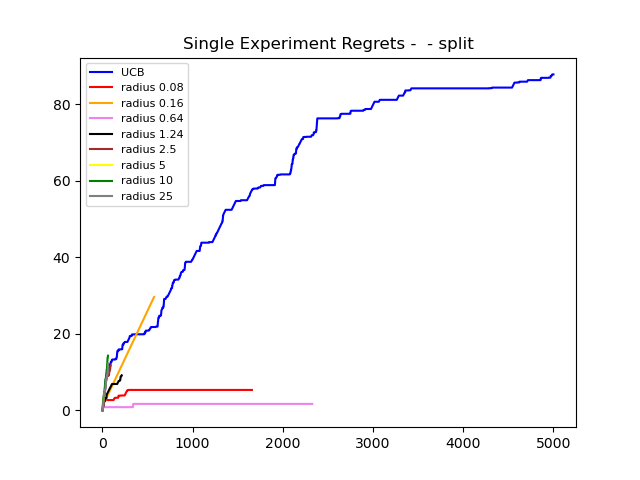 Single Experiment Regrets -  - split
UCB
radius 0.08
radius 0.16
radius 0.64
radius 1.24
radius 2.5
radius 5
radius 10
radius 25
80
60
40
20
0
0 1000 2000 3000 4000 5000